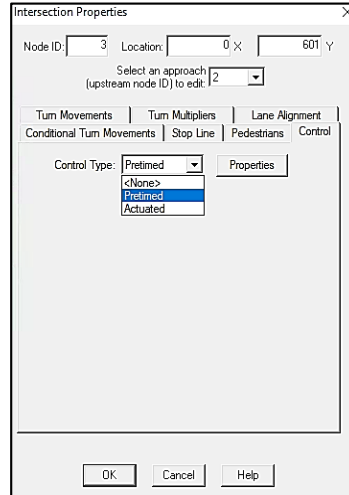 Intersection Properties
Node ID: 3 Location: 0 X 601 Y
Select an approach
(upstream node ID) to edit: 2
Turn Movements Turn Multipliers Lane Alignment
Conditional Turn Movements Stop Line Pedestrians Control
Control Type: Pretimed Properties
<None>
Pretimed
Actuated
OK Cancel Help